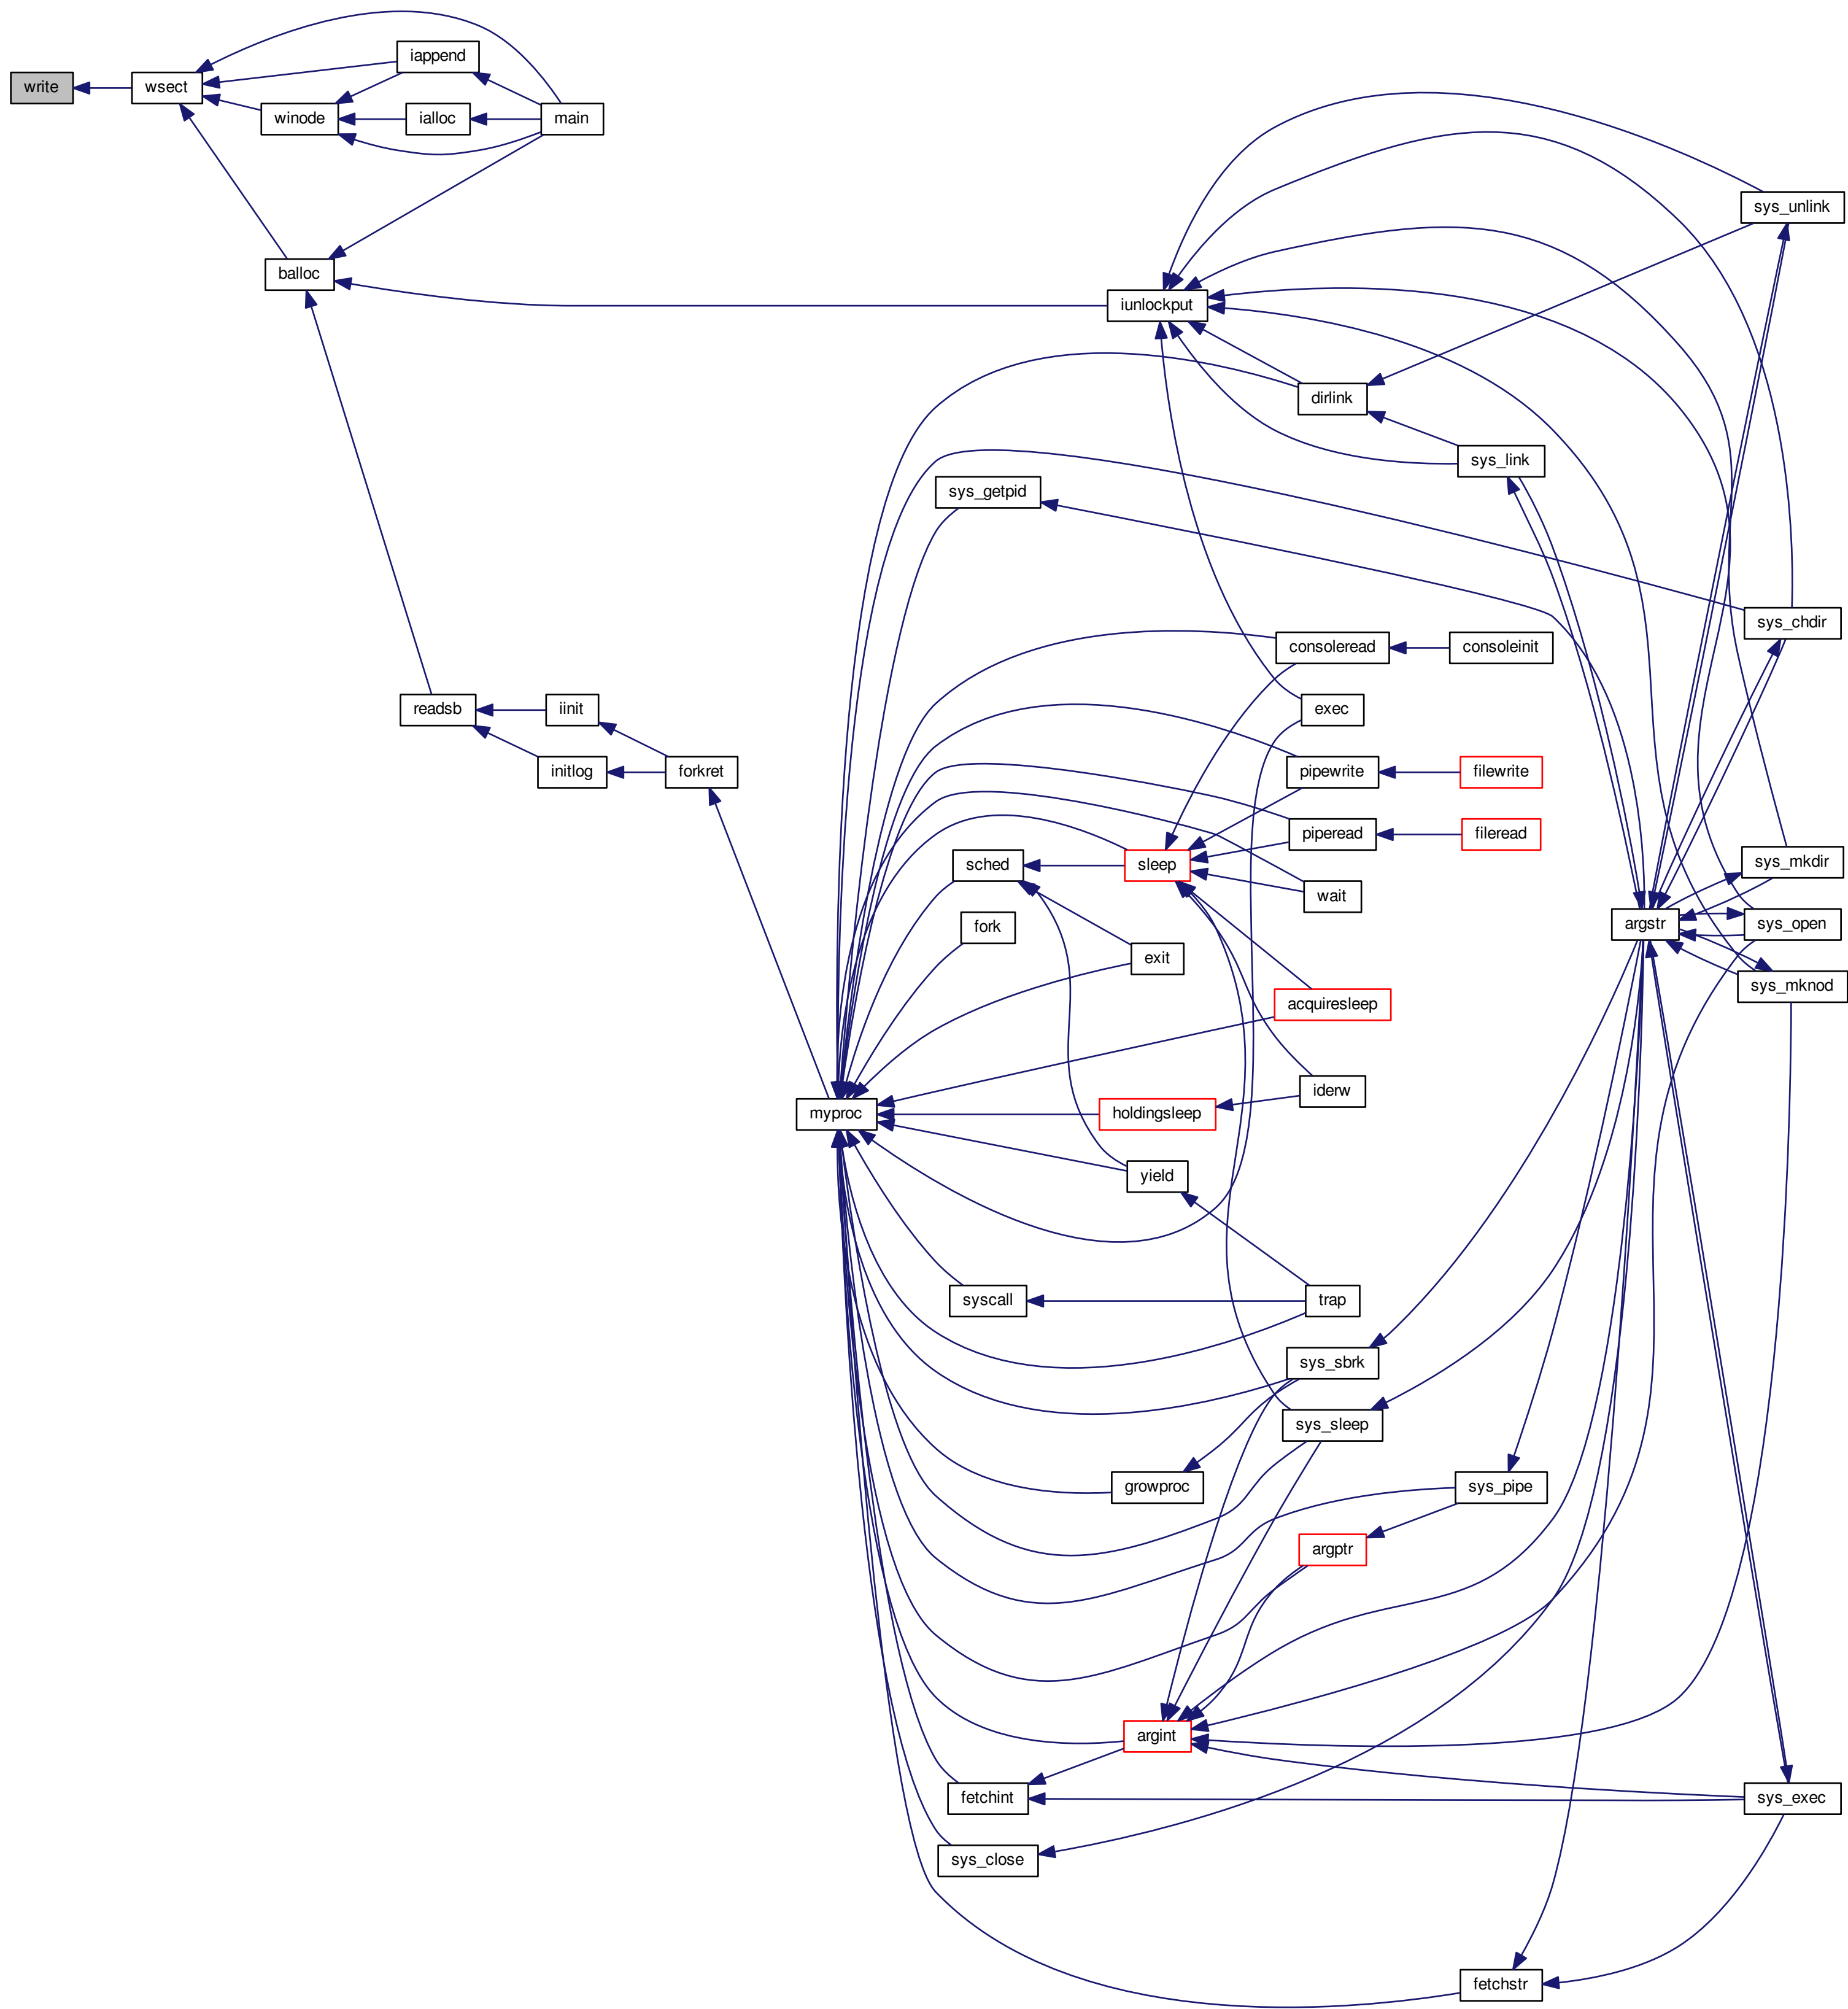 iappend
write
wsect
winode
ialloc
main
sys_unlink
balloc
iunlockput
dirlink
sys_link
sys_getpid
sys_chdir
consoleread
consoleinit
readsb
iinit
exec
initlog
forkret
pipewrite
filewrite
piperead
fileread
sched
sleep
sys_mkdir
wait
fork
argstr
sys_open
exit
sys_mknod
acquiresleep
iderw
myproc
holdingsleep
yield
syscall
trap
sys_sbrk
sys_sleep
growproc
sys_pipe
argptr
argint
fetchint
sys_exec
sys_close
fetchstr